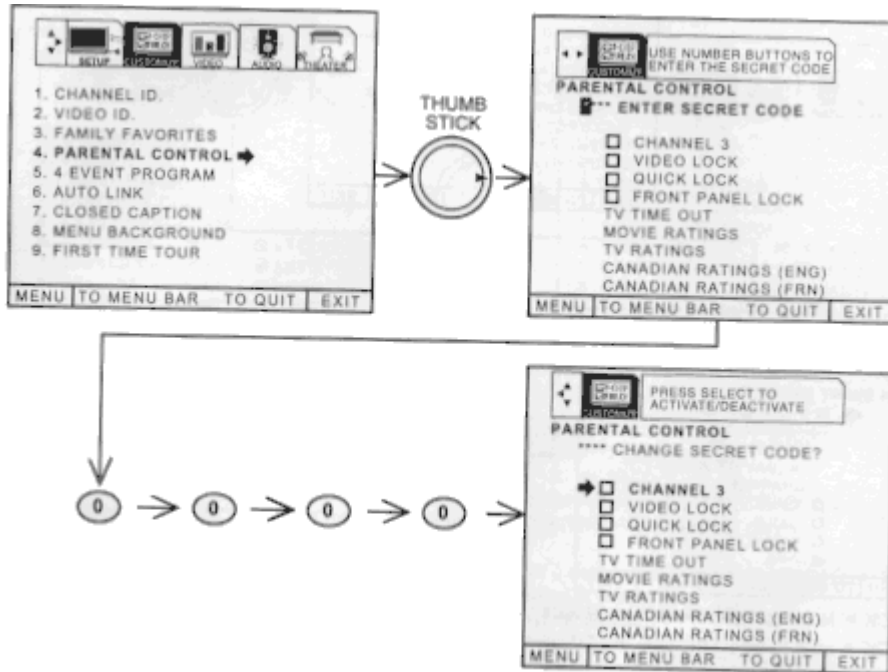 SETUP CUSTOMIZE VIDEO AUDIO THEATER
1. CHANNEL ID.
2. VIDEO ID.
3. FAMILY FAVORITES
4. PARENTAL CONTROL
5. 4 EVENT PROGRAM
6. AUTO LINK
7. CLOSED CAPTION
8. MENU BACKGROUND
9. FIRST TIME TOUR
MENU TO MENU BAR TO QUIT EXIT
THUMB
STICK
CUSTOMIZE
USE NUMBER BUTTONS TO
ENTER THE SECRET CODE
PARENTAL CONTROL
*** ENTER SECRET CODE
CHANNEL 3
VIDEO LOCK
QUICK LOCK
FRONT PANEL LOCK
TV TIME OUT
MOVIE RATINGS
TV RATINGS
CANADIAN RATINGS (ENG)
CANADIAN RATINGS (FRN)
MENU TO MENU BAR TO QUIT EXIT
0 0 0 0
CUSTOMIZE
PRESS SELECT TO
ACTIVATE/DEACTIVATE
PARENTAL CONTROL
**** CHANGE SECRET CODE?
CHANNEL 3
VIDEO LOCK
QUICK LOCK
FRONT PANEL LOCK
TV TIME OUT
MOVIE RATINGS
TV RATINGS
CANADIAN RATINGS (ENG)
CANADIAN RATINGS (FRN)
MENU TO MENU BAR TO QUIT EXIT